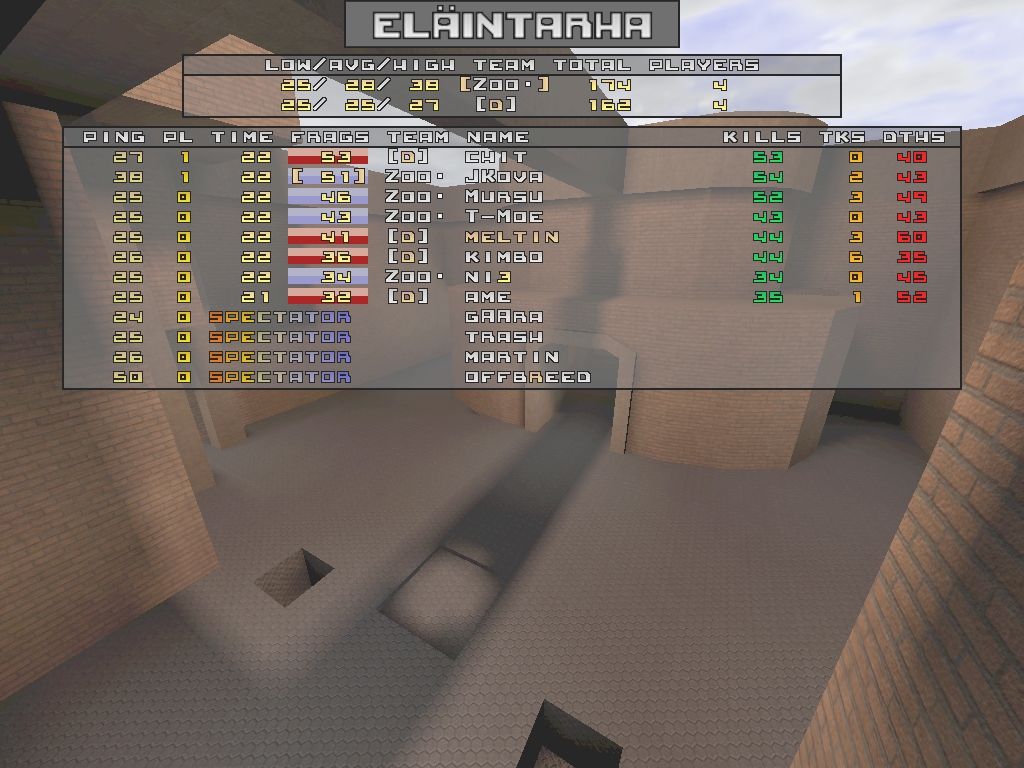 ELÄINTARHA
LOW/AVG/HIGH TEAM TOTAL PLAYERS
25/ 28/ 38 [Zoo·] 174 4
25/ 25/ 27 [D] 162 4
PING PL TIME FRAGS TEAM NAME KILLS TKS DTHS
27 1 22 53 [D] CHIT 53 0 40
38 1 22 [ 51] Zoo· JKOVA 54 2 43
25 0 22 46 Zoo· MURSU 52 3 49
25 0 22 43 Zoo· T-MOE 43 0 43
25 0 22 41 [D] MELTIN 44 3 60
26 0 22 36 [D] KIMBO 44 6 35
25 0 22 34 Zoo· NI3 34 0 45
25 0 21 32 [D] AME 35 1 52
24 0 SPECTATOR GAARA
25 0 SPECTATOR TRASH
26 0 SPECTATOR MARTIN
50 0 SPECTATOR OFFBREED